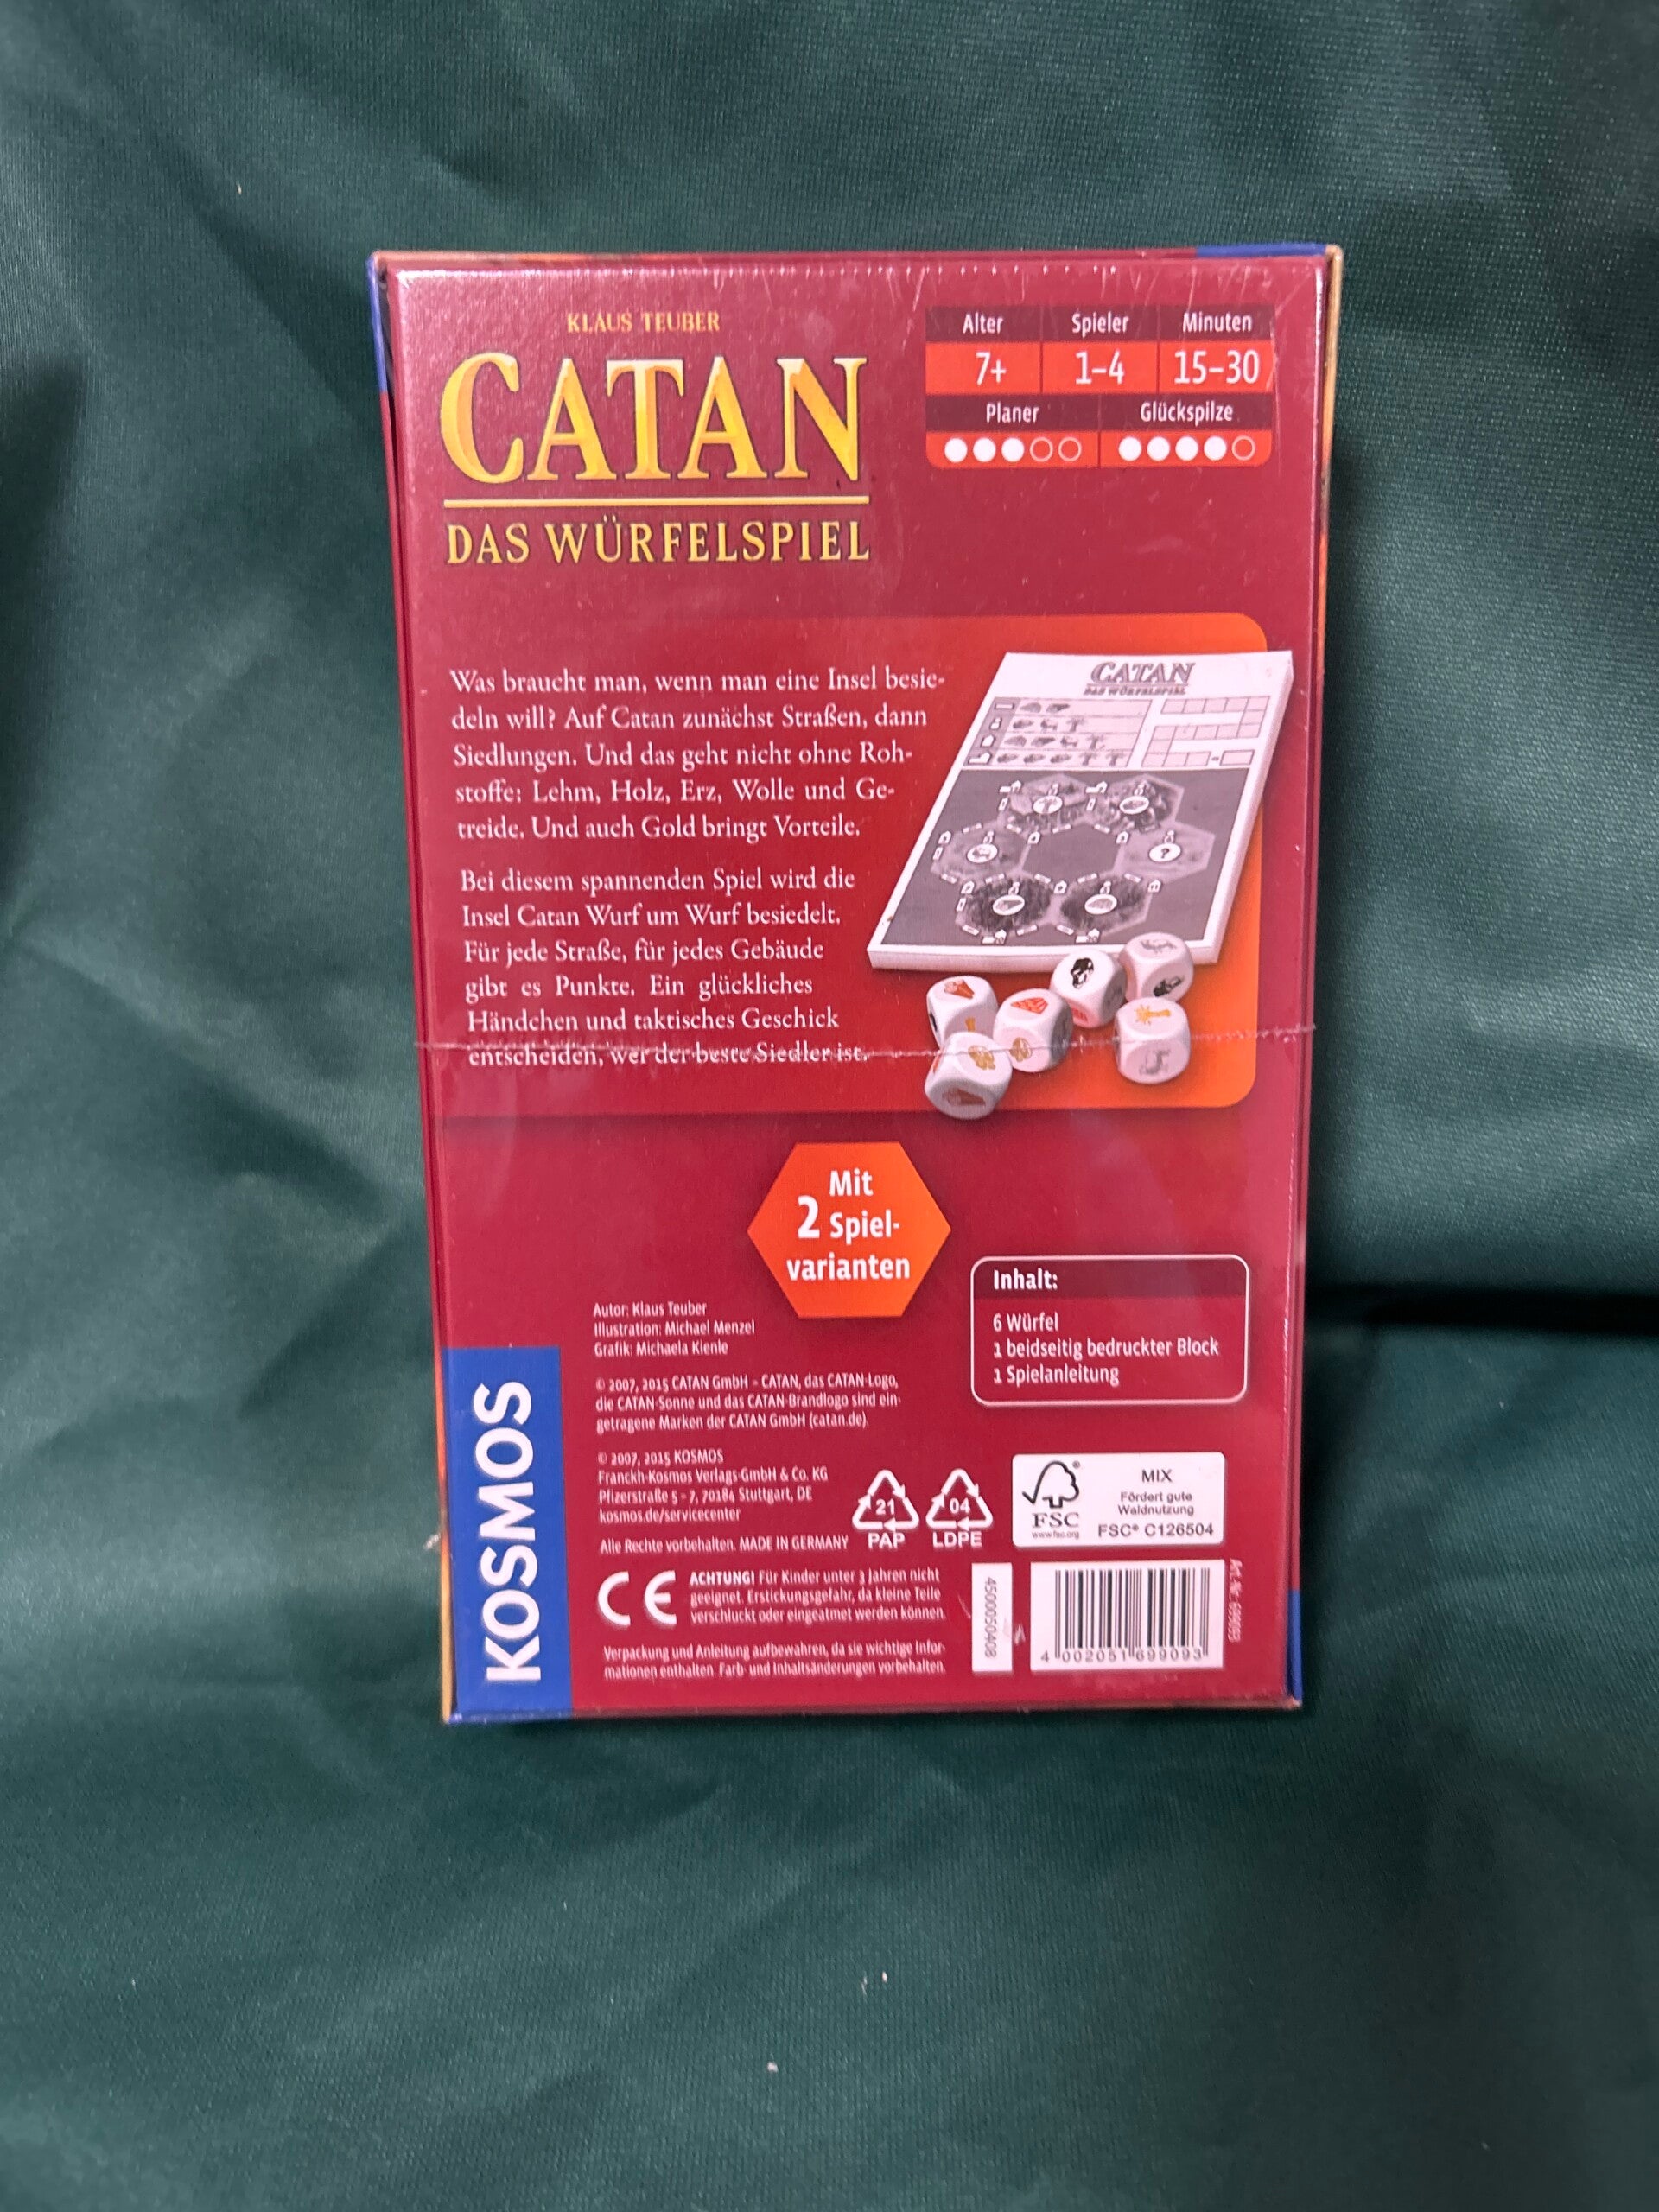 KLAUS TEUBER
CATAN
DAS WÜRFELSPIEL
Alter Spieler Minuten
7+ 1–4 15–30
Planer Glückspilze
Was braucht man, wenn man eine Insel besie-
deln will? Auf Catan zunächst Straßen, dann
Siedlungen. Und das geht nicht ohne Roh-
stoffe: Lehm, Holz, Erz, Wolle und Ge-
treide. Und auch Gold bringt Vorteile.
Bei diesem spannenden Spiel wird die
Insel Catan Wurf um Wurf besiedelt.
Für jede Straße, für jedes Gebäude
gibt es Punkte. Ein glückliches
Händchen und taktisches Geschick
entscheiden, wer der beste Siedler ist.
CATAN
DAS WÜRFELSPIEL
?
Mit
2 Spiel-
varianten
Inhalt:
6 Würfel
1 beidseitig bedruckter Block
1 Spielanleitung
Autor: Klaus Teuber
Illustration: Michael Menzel
Grafik: Michaela Kienle
© 2007, 2015 CATAN GmbH – CATAN, das CATAN-Logo,
die CATAN-Sonne und das CATAN-Brandlogo sind ein-
getragene Marken der CATAN GmbH (catan.de).
© 2007, 2015 KOSMOS
Franckh-Kosmos Verlags-GmbH & Co. KG
Pfizerstraße 5 – 7, 70184 Stuttgart, DE
kosmos.de/servicecenter
Alle Rechte vorbehalten. MADE IN GERMANY
21
PAP
04
LDPE
FSC®
www.fsc.org
MIX
Fördert gute
Waldnutzung
FSC® C126504
CE
ACHTUNG! Für Kinder unter 3 Jahren nicht
geeignet. Erstickungsgefahr, da kleine Teile
verschluckt oder eingeatmet werden können.
Verpackung und Anleitung aufbewahren, da sie wichtige Infor-
mationen enthalten. Farb- und Inhaltsänderungen vorbehalten.
4500050408
4 002051 699093
Art.-Nr.: 699093
KOSMOS